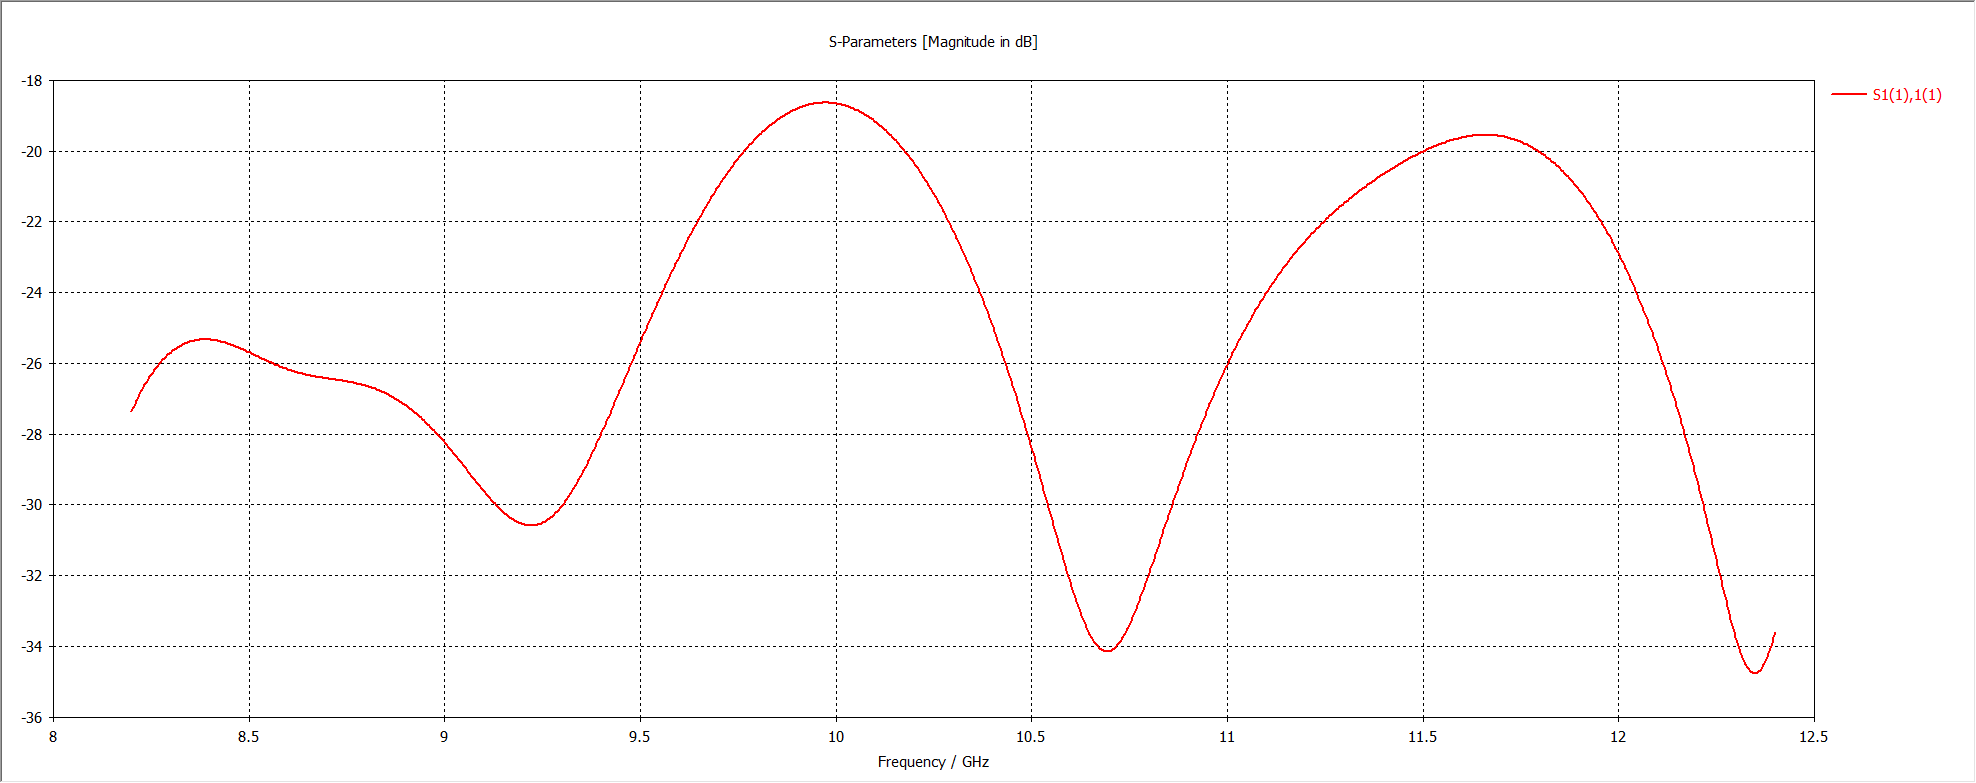 S-Parameters [Magnitude in dB]
-18
S1(1),1(1)
-20
-22
-24
-26
-28
-30
-32
-34
-36
8 8.5 9 9.5 10 10.5 11 11.5 12 12.5
Frequency / GHz